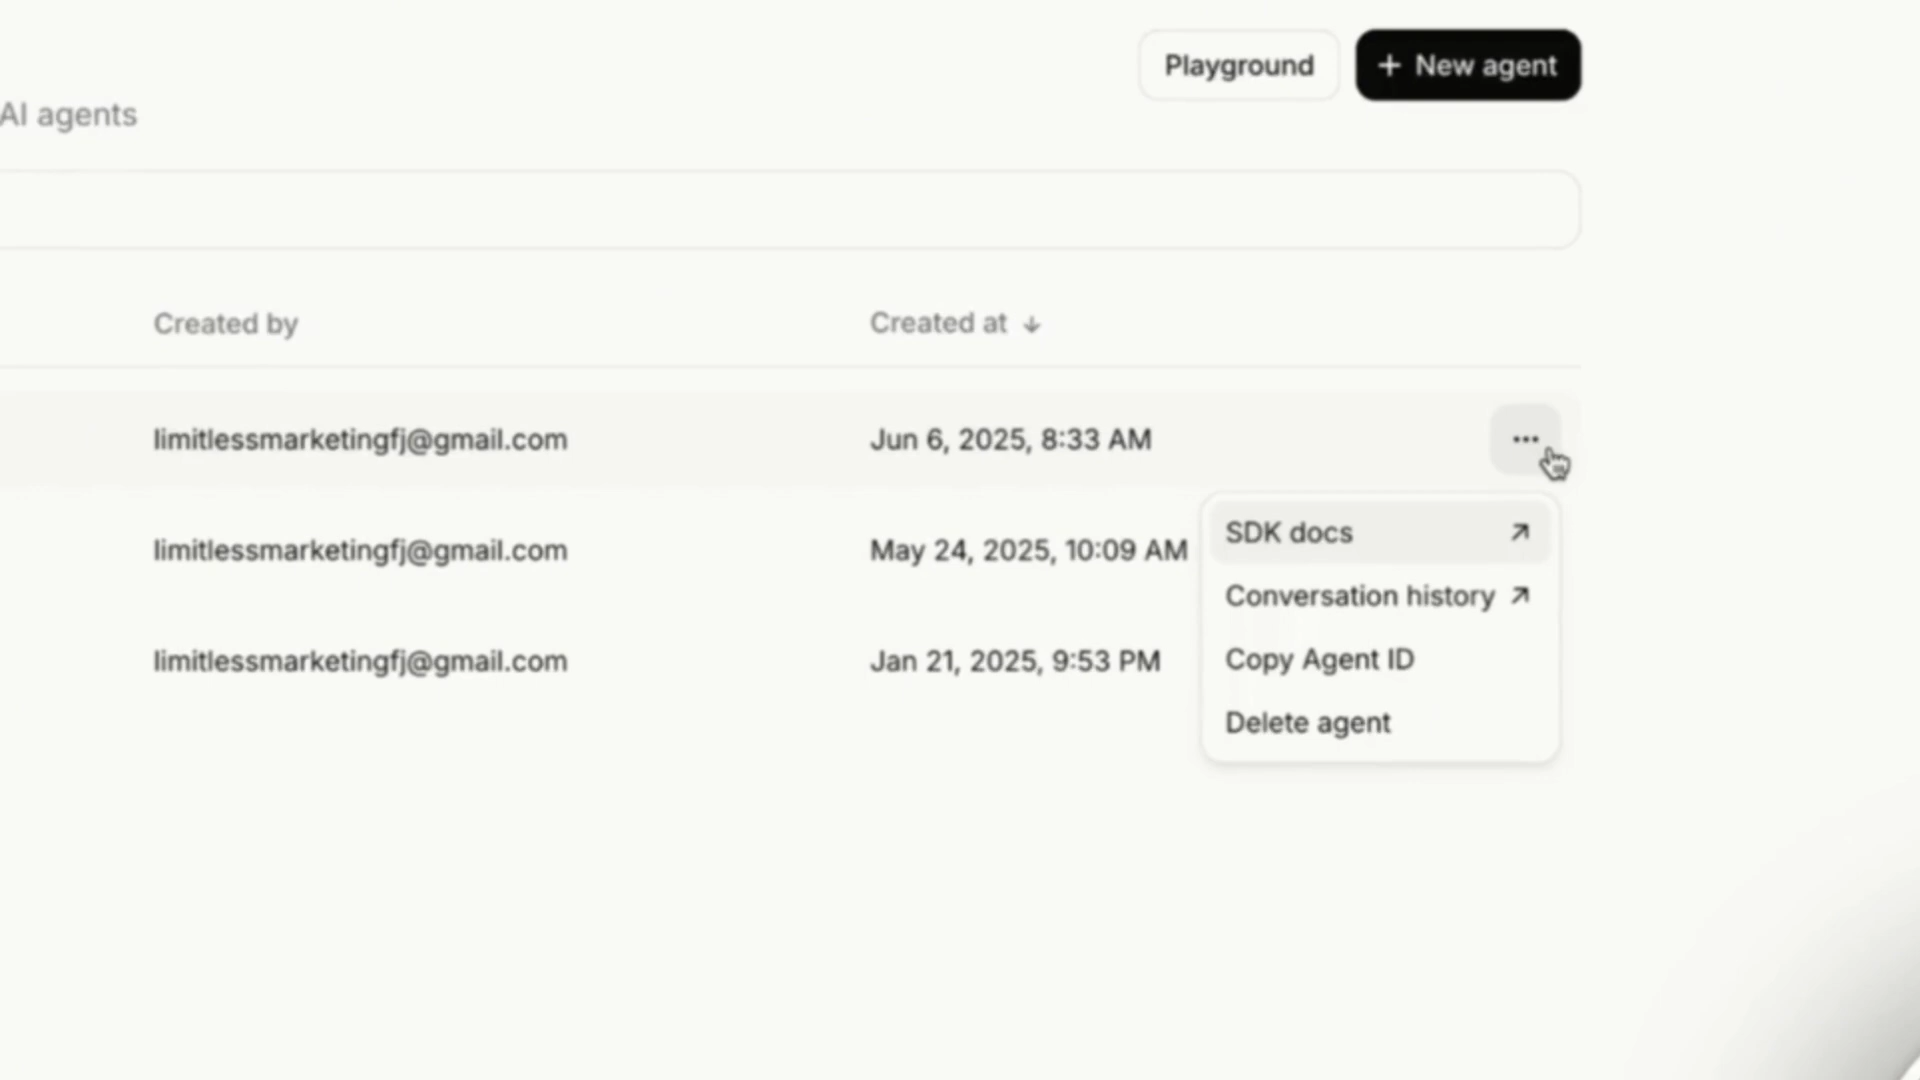 Playground
+ New agent
AI agents
Created by
Created at ↓
limitlessmarketingfj@gmail.com
Jun 6, 2025, 8:33 AM
...
SDK docs
limitlessmarketingfj@gmail.com
May 24, 2025, 10:09 AM
Conversation history
limitlessmarketingfj@gmail.com
Jan 21, 2025, 9:53 PM
Copy Agent ID
Delete agent